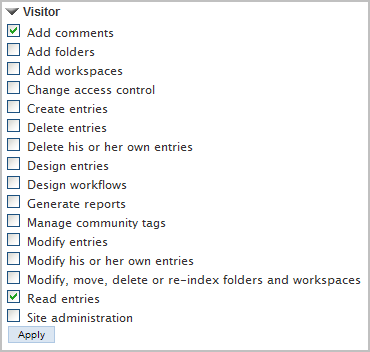 Visitor
Add comments
Add folders
Add workspaces
Change access control
Create entries
Delete entries
Delete his or her own entries
Design entries
Design workflows
Generate reports
Manage community tags
Modify entries
Modify his or her own entries
Modify, move, delete or re-index folders and workspaces
Read entries
Site administration
Apply